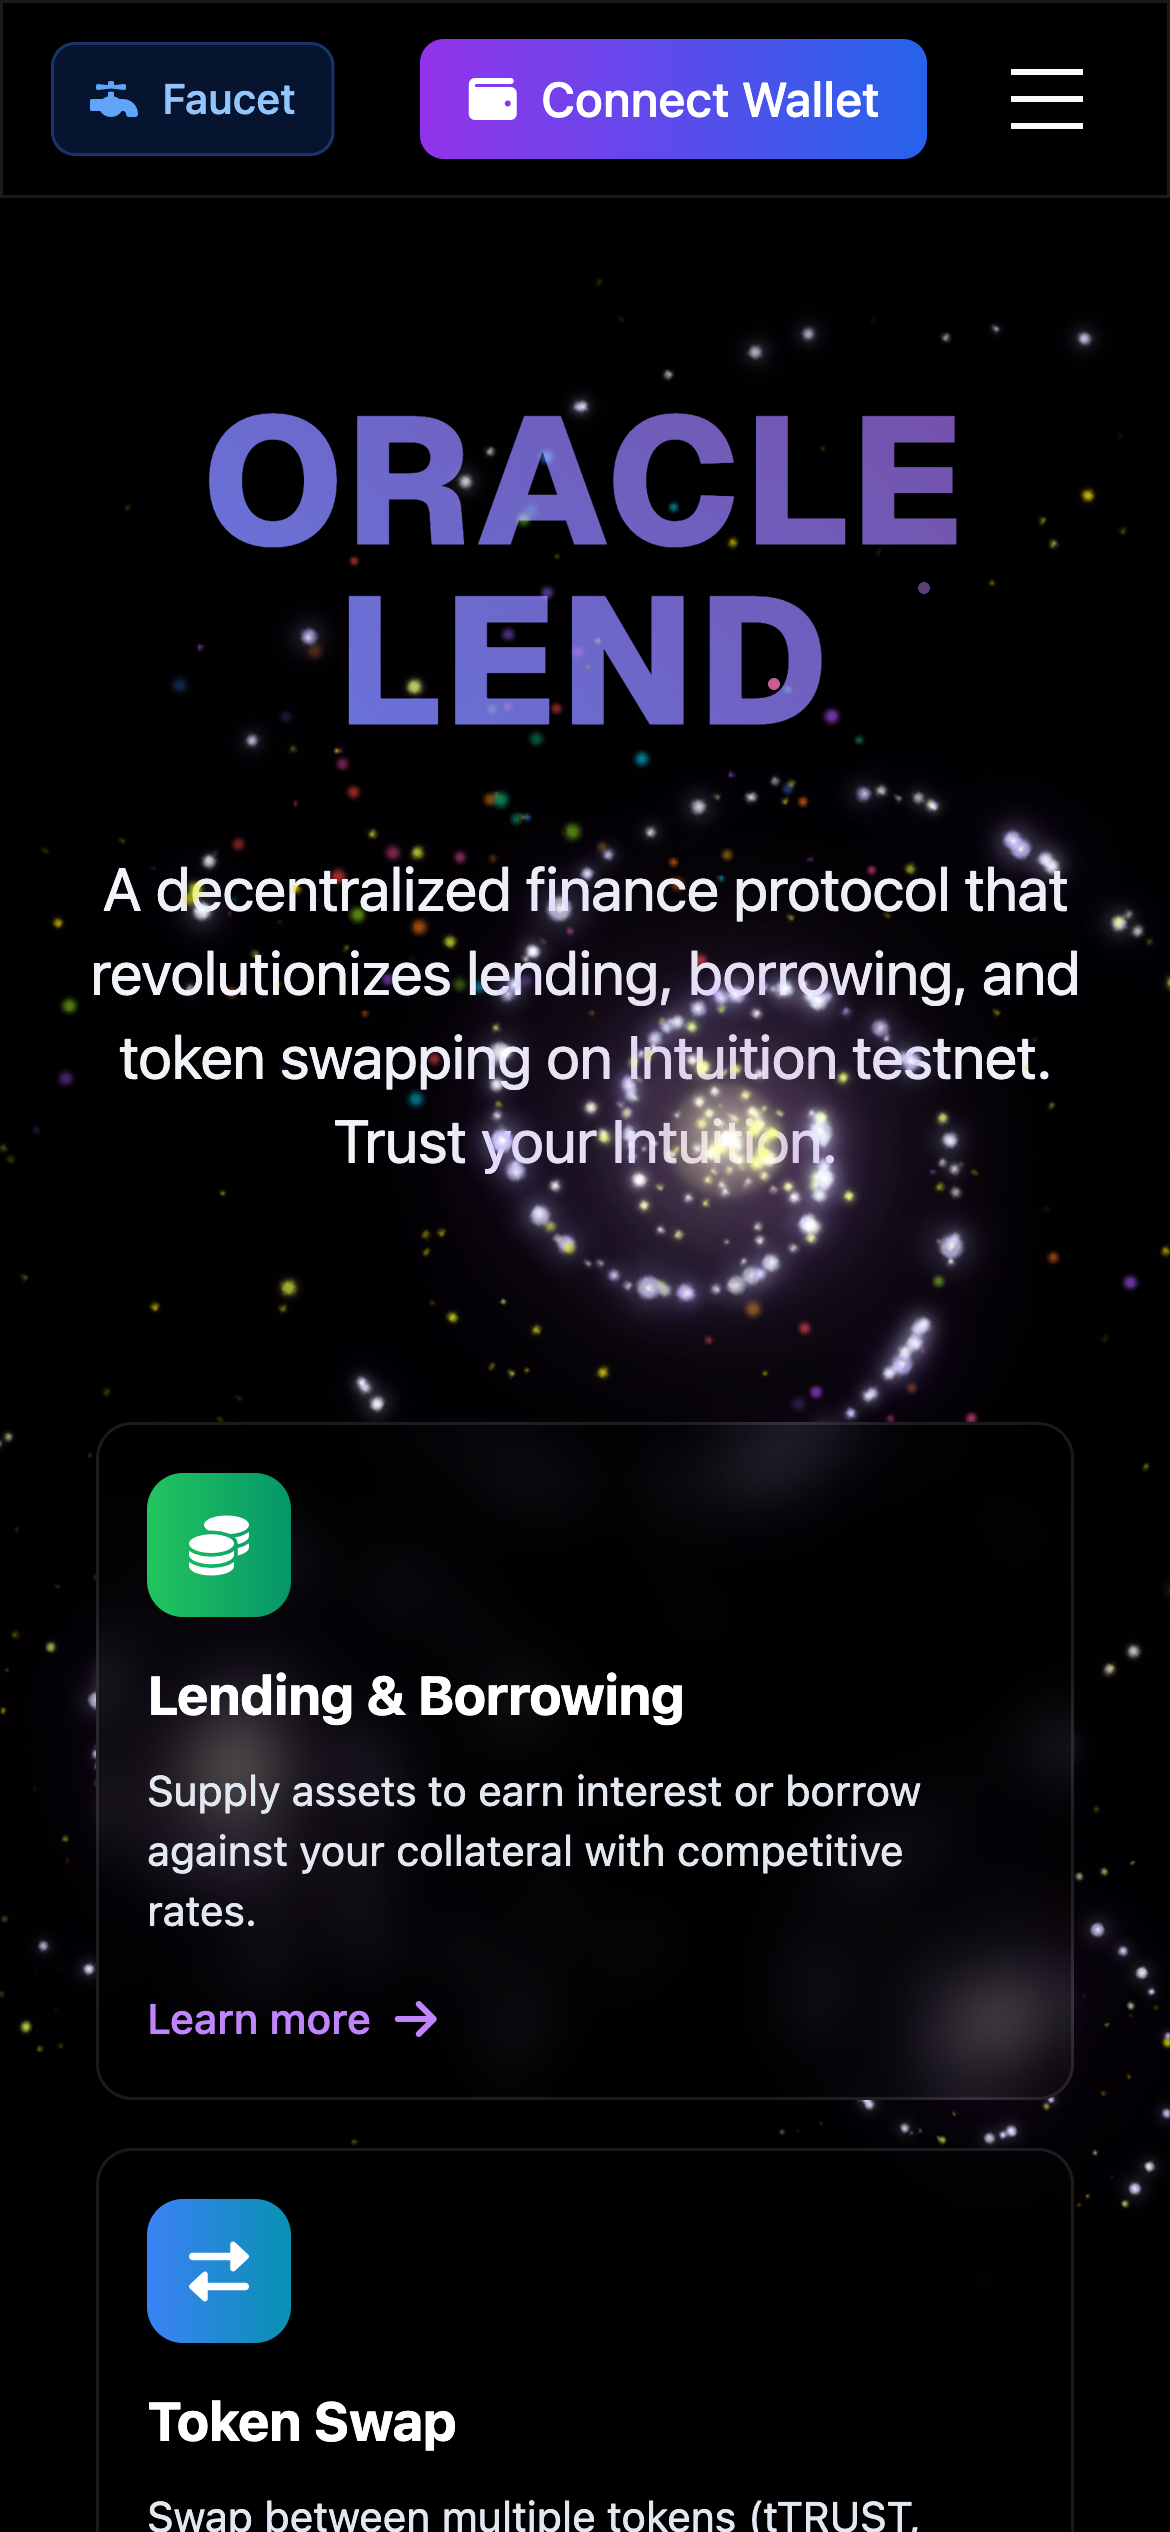 Faucet
Connect Wallet
ORACLE
LEND
A decentralized finance protocol that
revolutionizes lending, borrowing, and
token swapping on Intuition testnet.
Trust your Intuition.
Lending & Borrowing
Supply assets to earn interest or borrow
against your collateral with competitive
rates.
Learn more
Token Swap
Swap between multiple tokens (tTRUST,